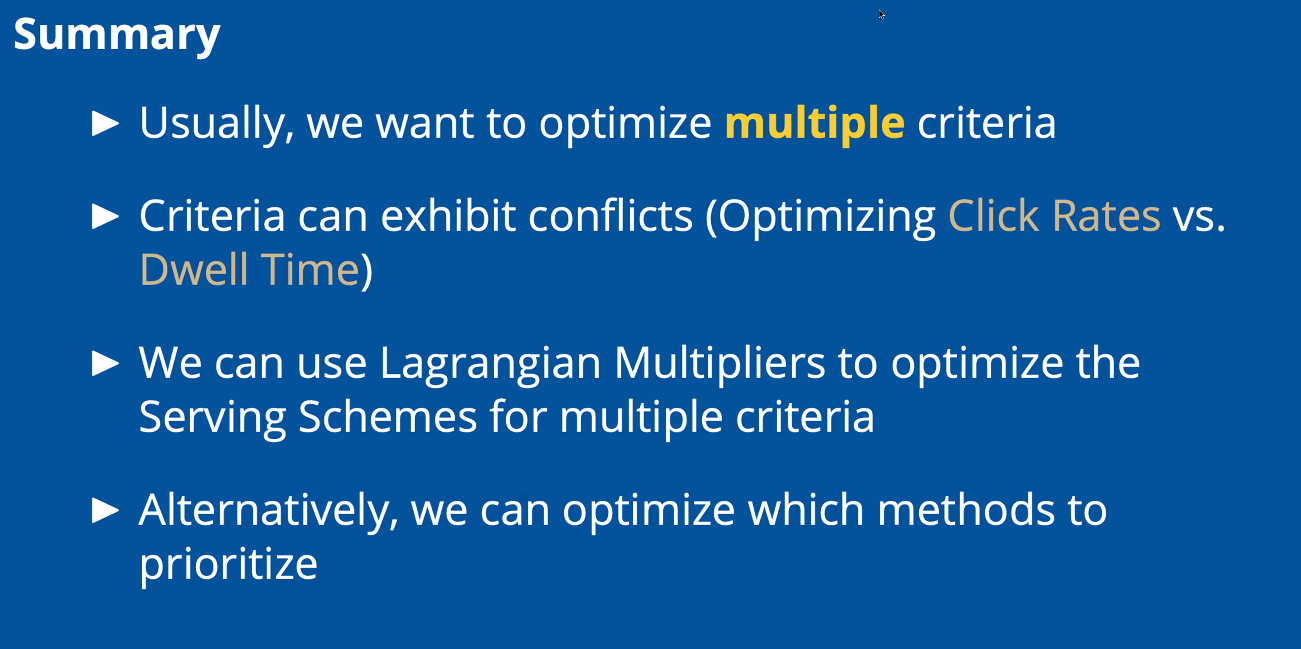 Summary
► Usually, we want to optimize multiple criteria
► Criteria can exhibit conflicts (Optimizing Click Rates vs.
Dwell Time)
► We can use Lagrangian Multipliers to optimize the
Serving Schemes for multiple criteria
► Alternatively, we can optimize which methods to
prioritize